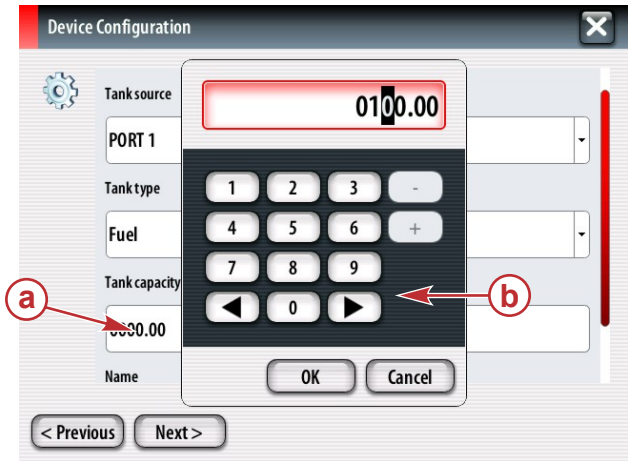 Device Configuration
Tank source
0100.00
PORT 1
Tank type
1 2 3 -
Fuel
4 5 6 +
Tank capacity
7 8 9
a
b
0000.00
0
Name
OK Cancel
< Previous Next >